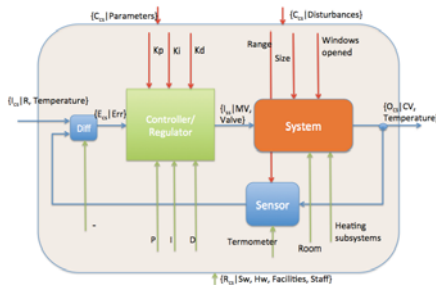 {C_cs|Parameters}
{C_cs|Disturbances}
Kp Ki Kd
Range
Size
Windows
opened
{I_cs|R, Temperature}
{E_cs|Err}
{I_cs|MV,
Valve}
{O_cs|CV,
Temperature}
Diff
Controller/
Regulator
System
Sensor
-
P I D
Termometer
Room
Heating
subsystems
{R_cs|Sw, Hw, Facilities, Staff}